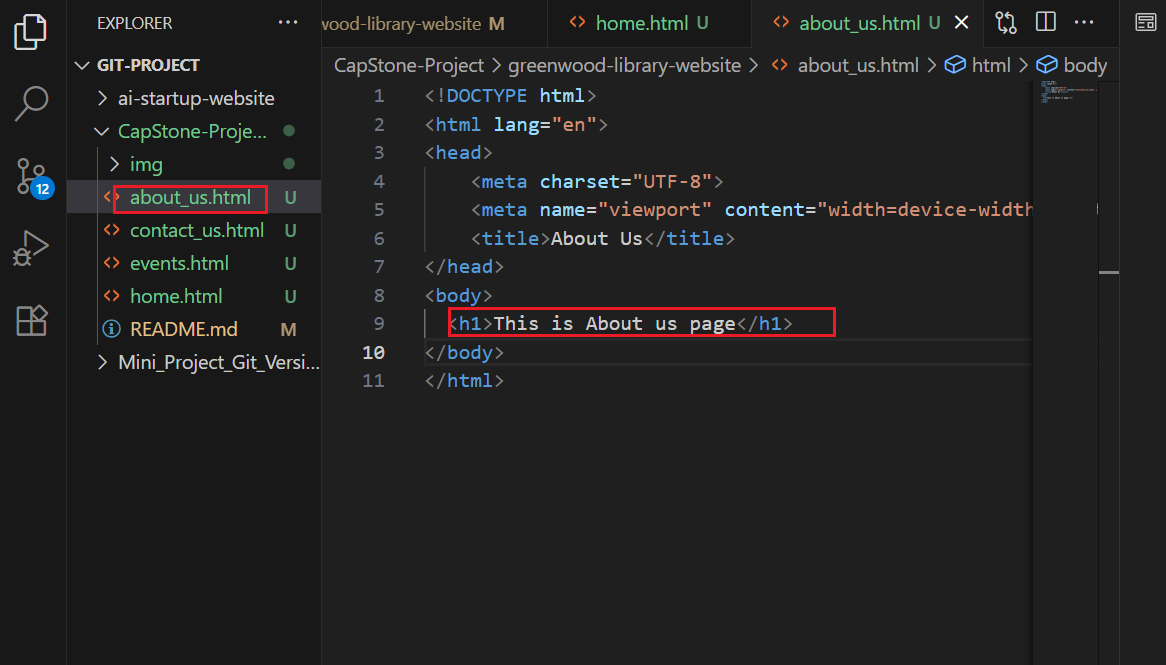 EXPLORER
GIT-PROJECT
ai-startup-website
CapStone-Proje...
img
about_us.html U
contact_us.html U
events.html U
home.html U
README.md M
Mini_Project_Git_Versi...
12
wood-library-website M
home.html U
about_us.html U
CapStone-Project > greenwood-library-website > about_us.html > html > body
1 <!DOCTYPE html>
2 <html lang="en">
3 <head>
4 <meta charset="UTF-8">
5 <meta name="viewport" content="width=device-width
6 <title>About Us</title>
7 </head>
8 <body>
9 <h1>This is About us page</h1>
10 </body>
11 </html>